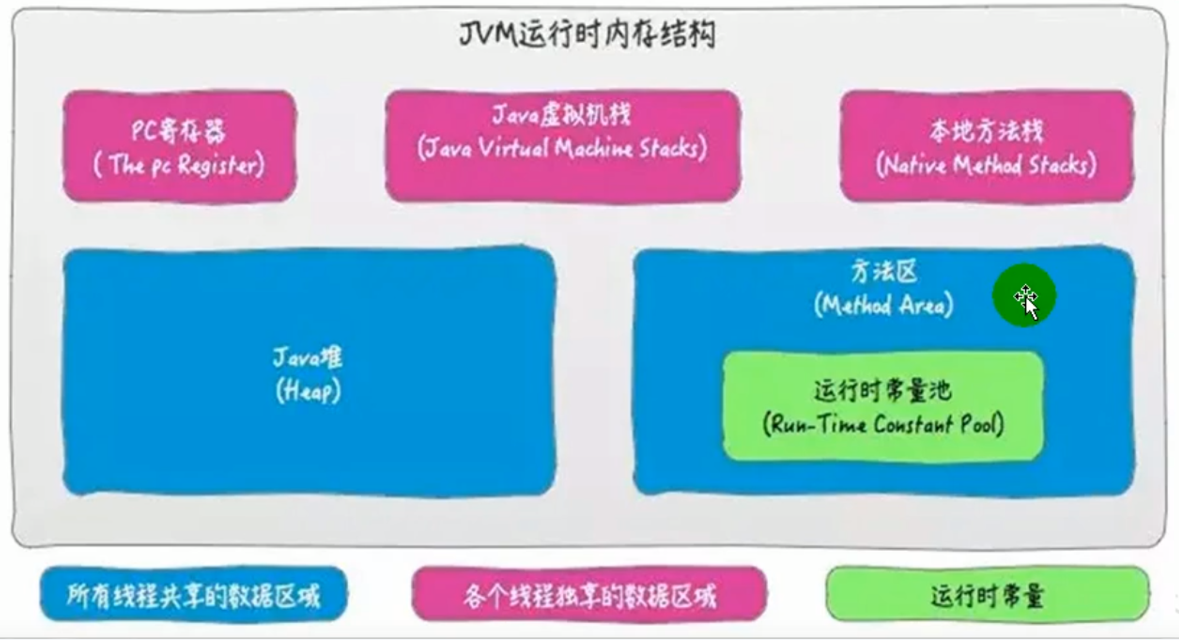 JVM运行时内存结构
PC寄存器
( The pc Register)
Java虚拟机栈
(Java Virtual Machine Stacks)
本地方法栈
(Native Method Stacks)
Java堆
(Heap)
方法区
(Method Area)
运行时常量池
(Run-Time Constant Pool)
所有线程共享的数据区域
各个线程独享的数据区域
运行时常量